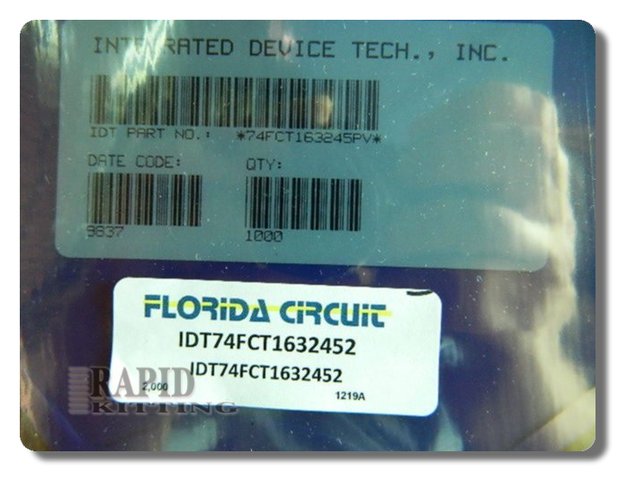 INTEGRATED DEVICE TECH., INC.
IDT PART NO.: *74FCT163245PV*
DATE CODE: QTY:
9637 1000
FLORIDA CIRCUIT
IDT74FCT1632452
IDT74FCT1632452
2,000 1219A
RAPID
KITTING